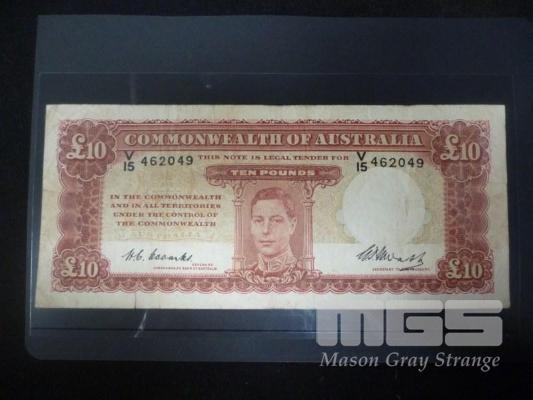 COMMONWEALTH OF AUSTRALIA
£10 £10
V/15 462049 THIS NOTE IS LEGAL TENDER FOR V/15 462049
TEN POUNDS
IN THE COMMONWEALTH
AND IN ALL TERRITORIES
UNDER THE CONTROL OF
THE COMMONWEALTH
£10 £10
MGS
Mason Gray Strange